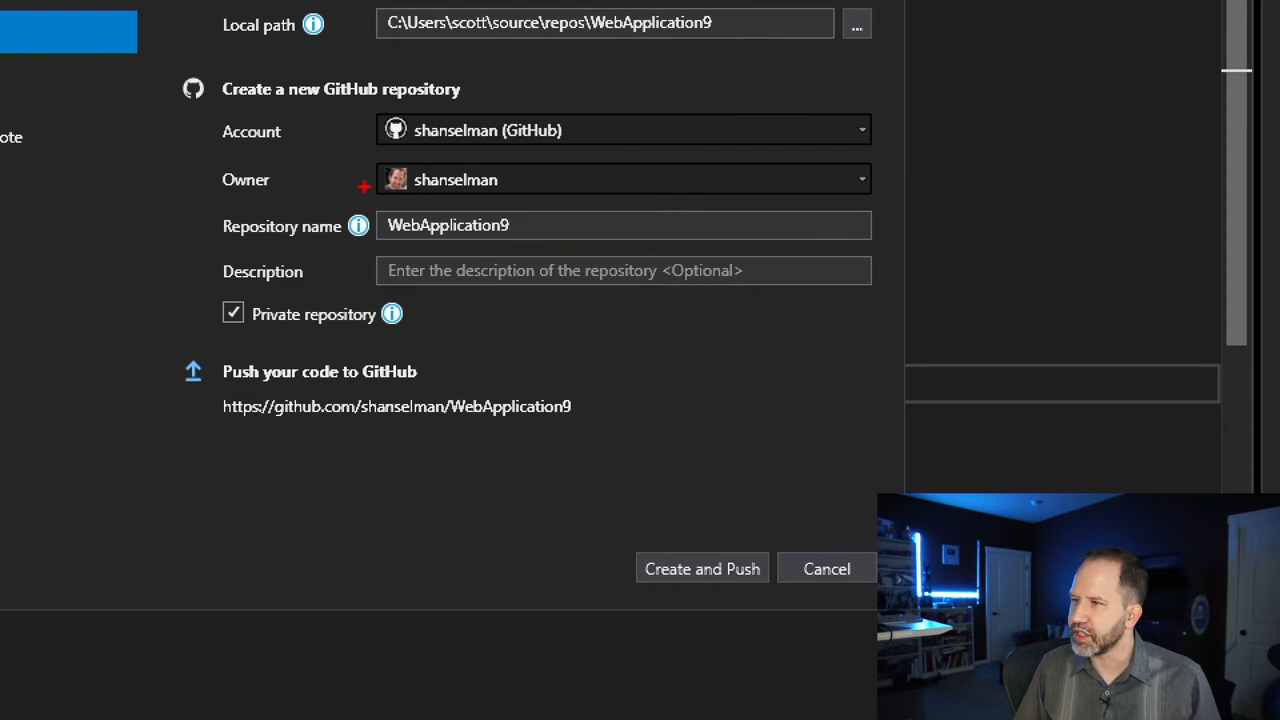 Local path C:\Users\scott\source\repos\WebApplication9 ...
Create a new GitHub repository
Account shanselman (GitHub)
ote
Owner shanselman
Repository name WebApplication9
Description Enter the description of the repository <Optional>
Private repository
Push your code to GitHub
https://github.com/shanselman/WebApplication9
Create and Push Cancel